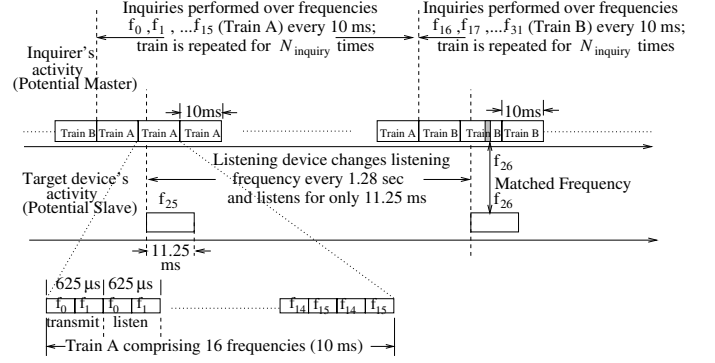 Inquiries performed over frequencies
f0 ,f1 , ...f15 (Train A) every 10 ms;
train is repeated for N inquiry times
Inquiries performed over frequencies
f16 ,f17 ,...f31 (Train B) every 10 ms;
train is repeated for N inquiry times
Inquirer's
activity
(Potential Master)
10ms
10ms
Train B Train A Train A Train A
Train A Train B Train B Train B
Listening device changes listening
frequency every 1.28 sec
and listens for only 11.25 ms
Target device's
activity
(Potential Slave)
f25
f26
Matched Frequency
f26
11.25
ms
625 µs 625 µs
f0 f1 f0 f1
f14 f15 f14 f15
transmit listen
Train A comprising 16 frequencies (10 ms)